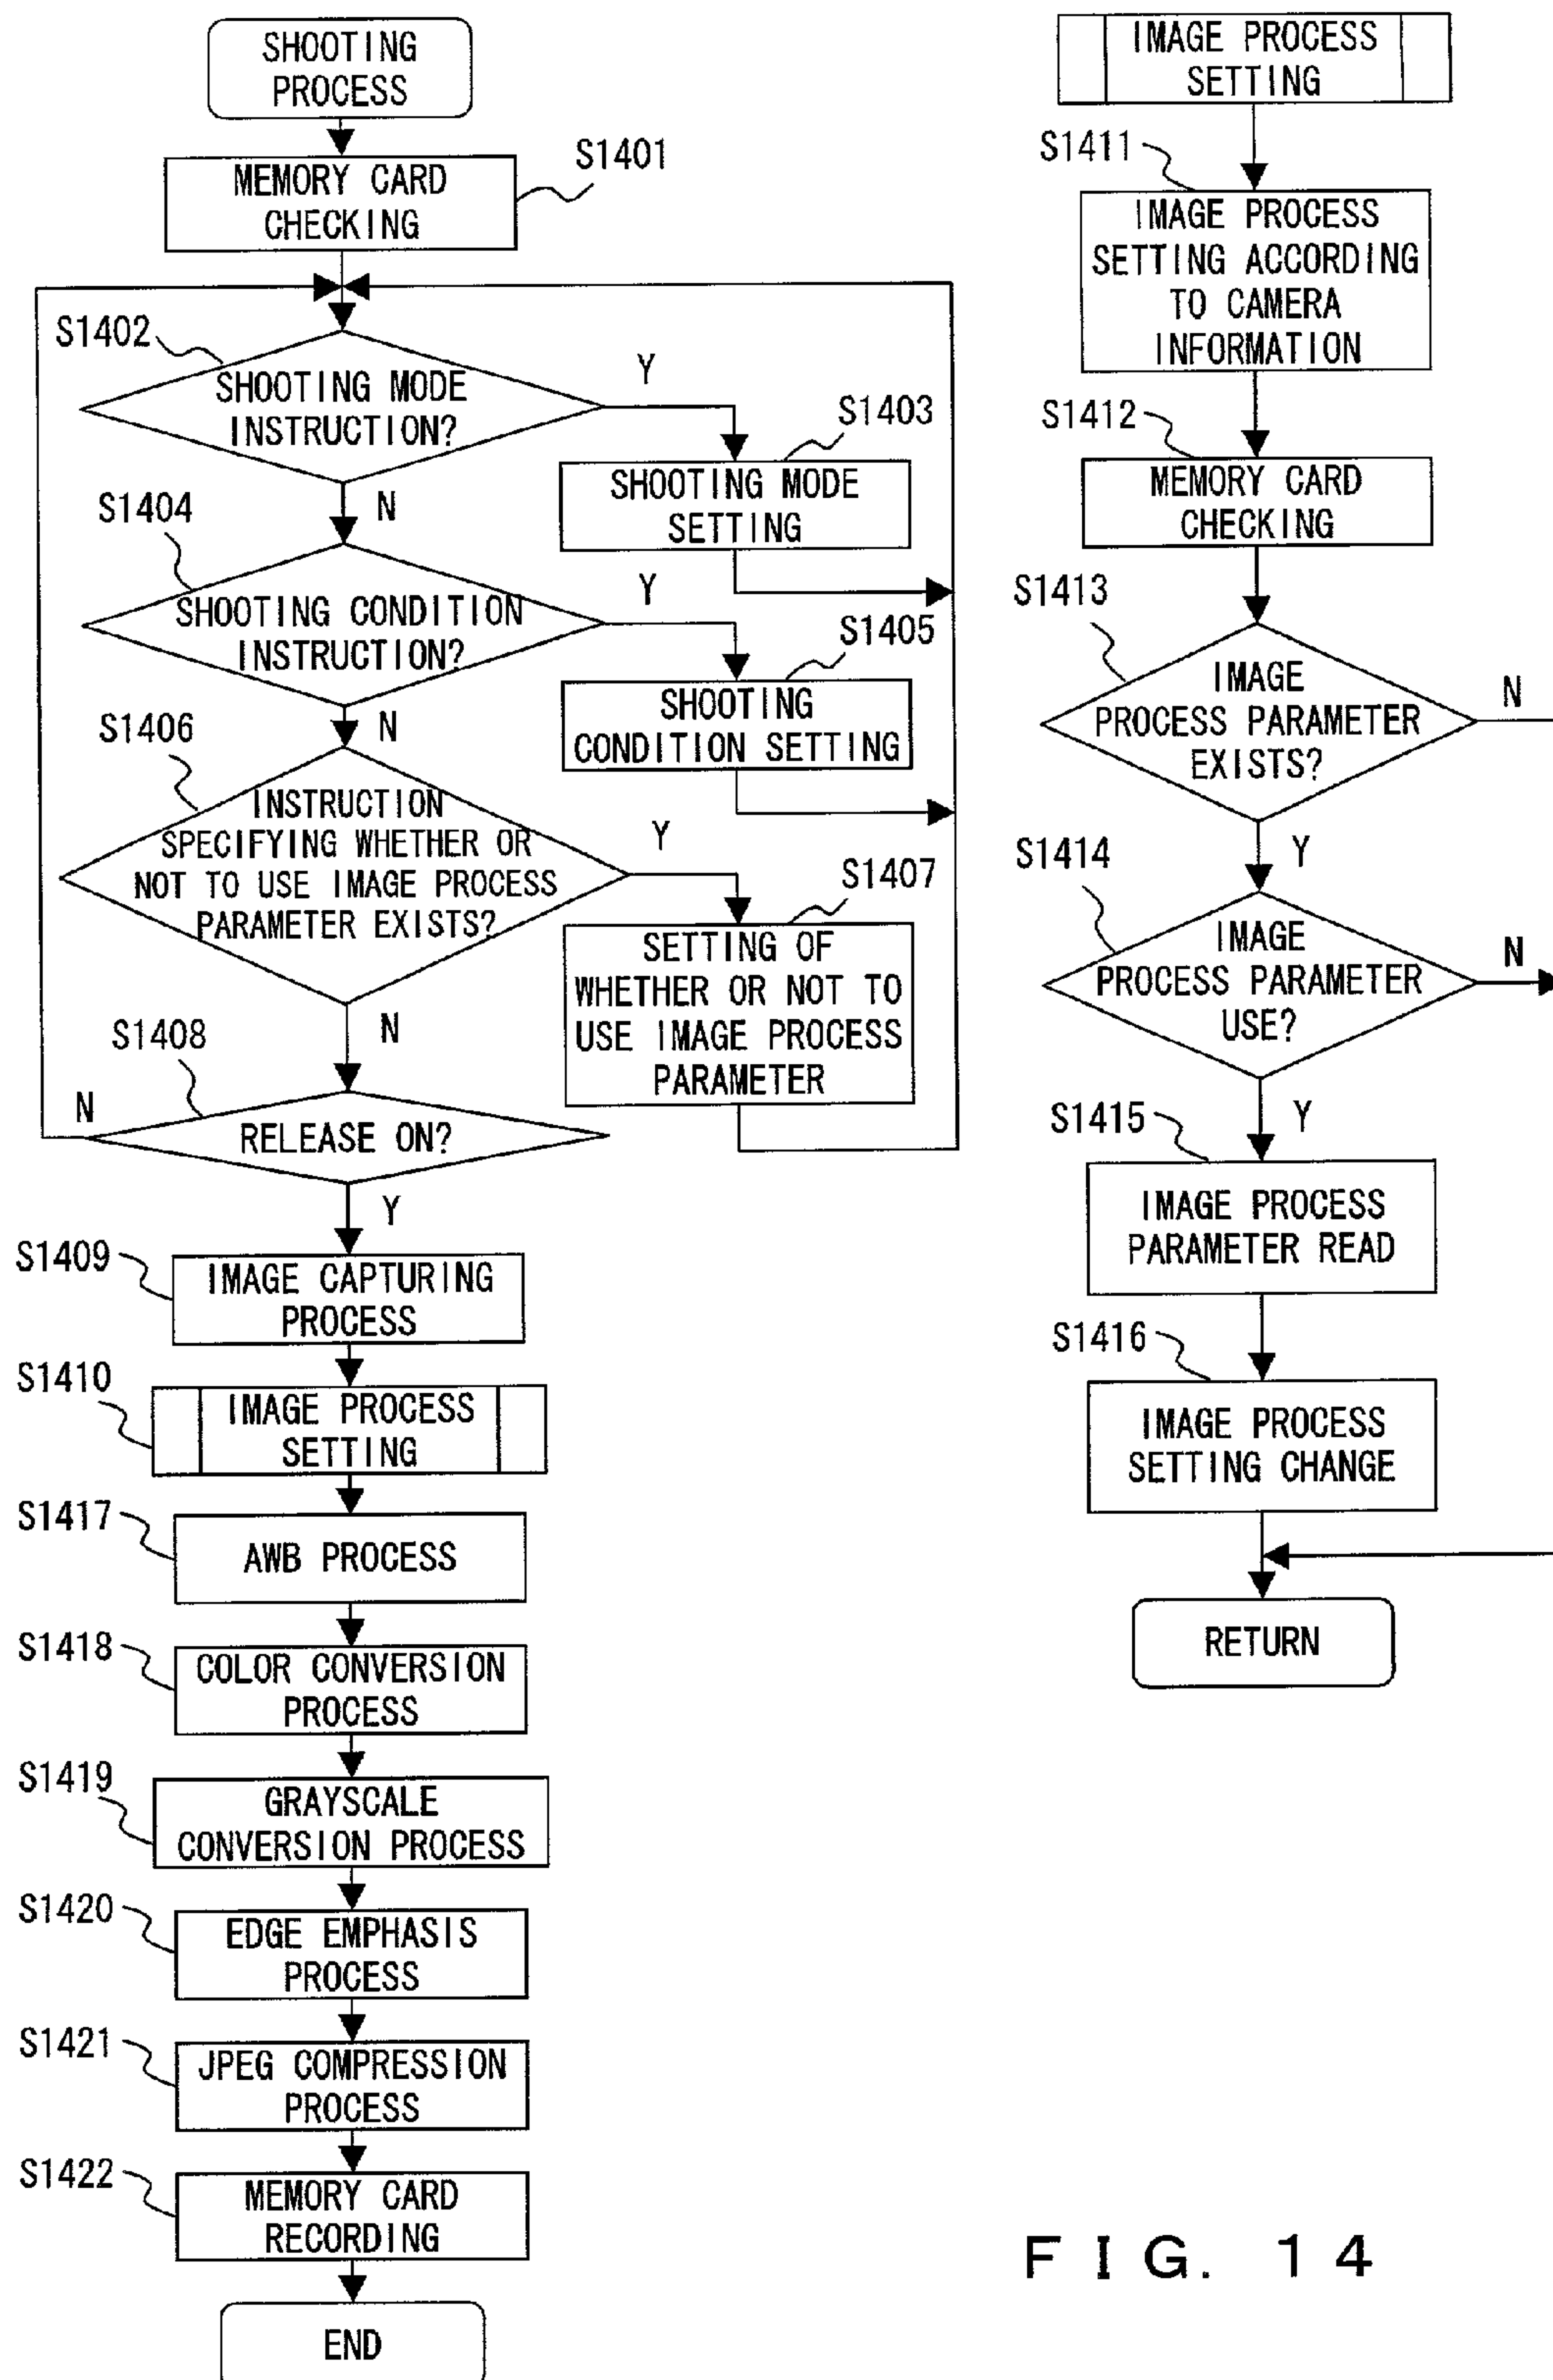 SHOOTING
PROCESS
S1401
MEMORY CARD
CHECKING
S1402
SHOOTING MODE
INSTRUCTION?
Y
N
S1403
SHOOTING MODE
SETTING
S1404
SHOOTING CONDITION
INSTRUCTION?
Y
N
S1405
SHOOTING
CONDITION SETTING
S1406
INSTRUCTION
SPECIFYING WHETHER OR
NOT TO USE IMAGE PROCESS
PARAMETER EXISTS?
Y
N
S1407
SETTING OF
WHETHER OR NOT TO
USE IMAGE PROCESS
PARAMETER
S1408
RELEASE ON?
N
Y
S1409
IMAGE CAPTURING
PROCESS
S1410
IMAGE PROCESS
SETTING
S1417
AWB PROCESS
S1418
COLOR CONVERSION
PROCESS
S1419
GRAYSCALE
CONVERSION PROCESS
S1420
EDGE EMPHASIS
PROCESS
S1421
JPEG COMPRESSION
PROCESS
S1422
MEMORY CARD
RECORDING
END
IMAGE PROCESS
SETTING
S1411
IMAGE PROCESS
SETTING ACCORDING
TO CAMERA
INFORMATION
S1412
MEMORY CARD
CHECKING
S1413
IMAGE
PROCESS PARAMETER
EXISTS?
N
Y
S1414
IMAGE
PROCESS PARAMETER
USE?
N
Y
S1415
IMAGE PROCESS
PARAMETER READ
S1416
IMAGE PROCESS
SETTING CHANGE
RETURN
FIG. 14